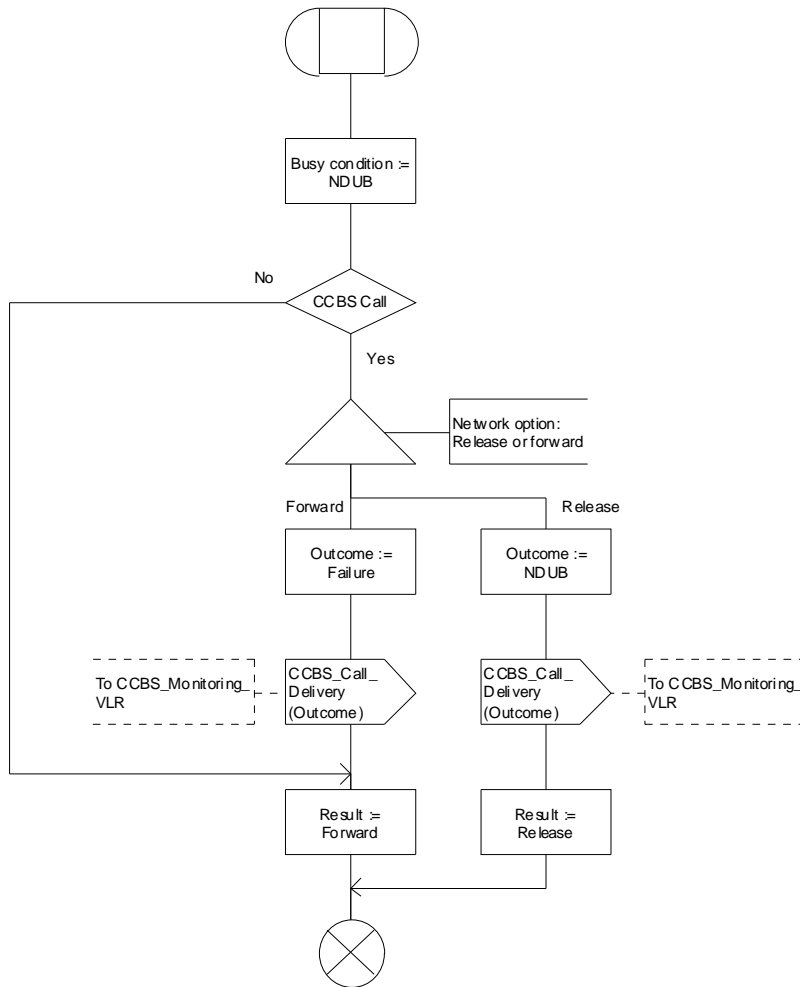 Busy condition :=
NDUB
No
CCBS Call
Yes
Network option:
Release or forward
Forward
Release
Outcome :=
Failure
Outcome :=
NDUB
To CCBS_Monitoring_
VLR
CCBS_Call_
Delivery
(Outcome)
CCBS_Call_
Delivery
(Outcome)
To CCBS_Monitoring_
VLR
Result :=
Forward
Result :=
Release